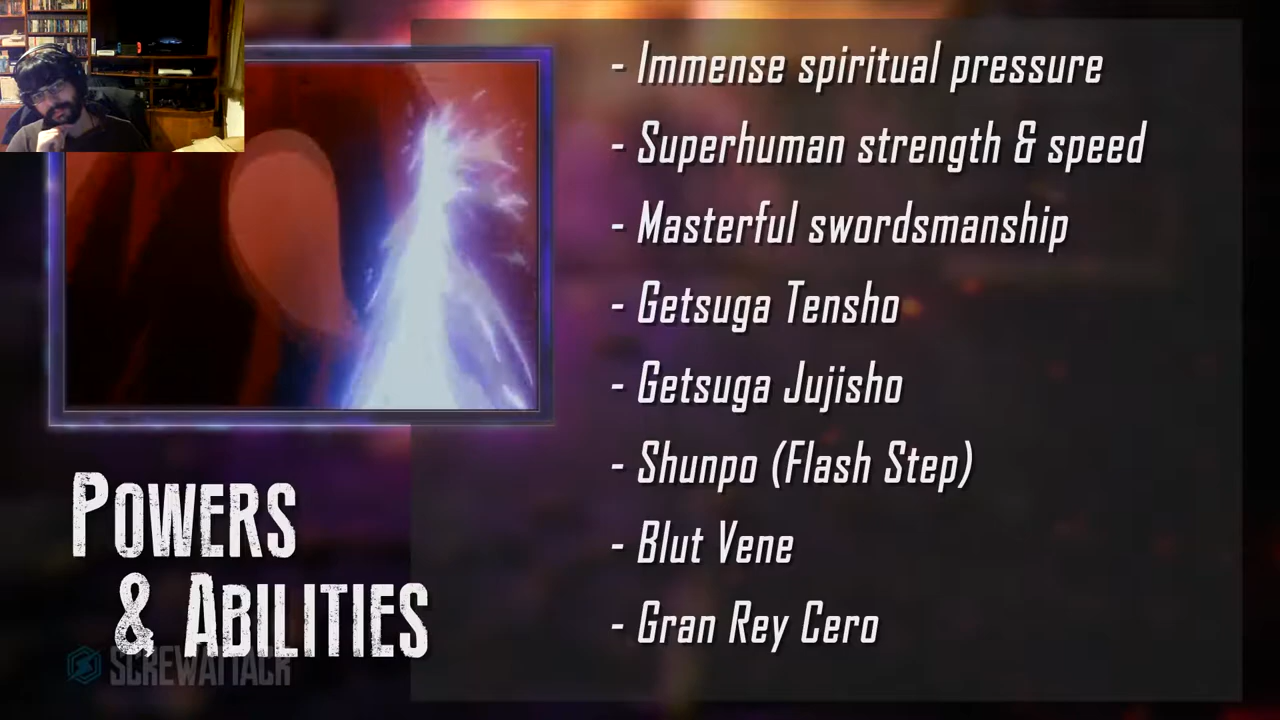 - Immense spiritual pressure
- Superhuman strength & speed
- Masterful swordsmanship
- Getsuga Tensho
- Getsuga Jujisho
- Shunpo (Flash Step)
- Blut Vene
- Gran Rey Cero
Powers
& Abilities
SCREWATTACK